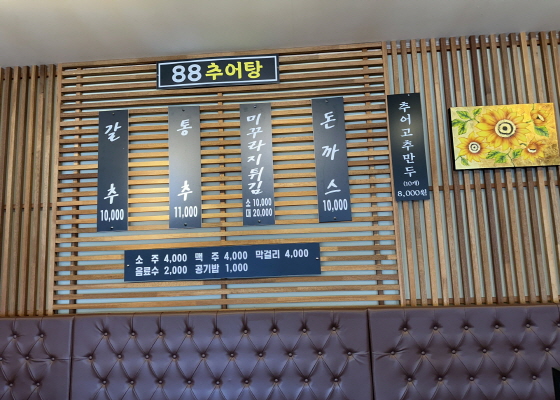 88추어탕
갈추
10,000
통추
11,000
미꾸라지튀김
소 10,000
대 20,000
돈까스
10,000
추어고추만두
(10개)
8,000원
소 주 4,000 맥 주 4,000 막걸리 4,000
음료수 2,000 공기밥 1,000